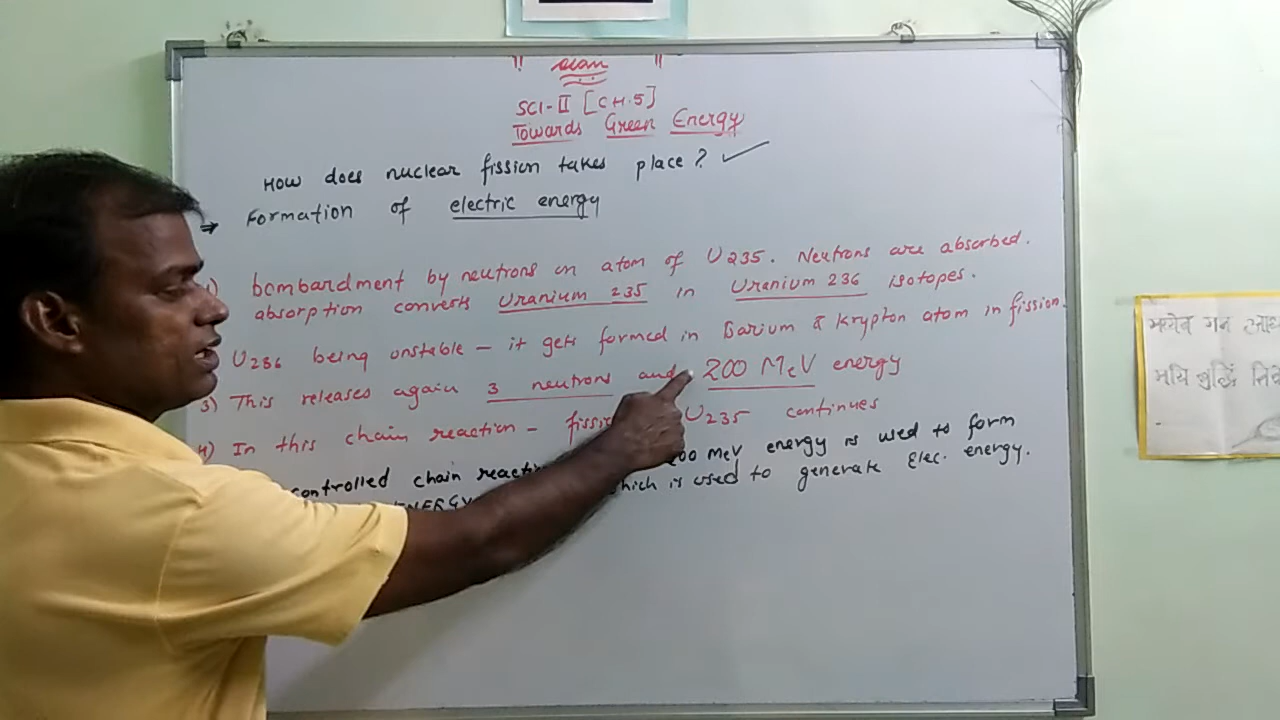 !! ॐ !!
SCI-II [CH.5]
Towards Green Energy
How does nuclear fission takes place?
→ Formation of electric energy
1) bombardment by neutrons on atom of U235. Neutrons are absorbed.
absorption converts Uranium 235 in Uranium 236 isotopes.
U236 being unstable - it gets formed in Barium & Krypton atom in fission.
3) This releases again 3 neutrons and 200 MeV energy
4) In this chain reaction - U235 continues
controlled chain 200 MeV energy is used to form
ENERGY which is used to generate Elec. energy.
मयि बुद्धि